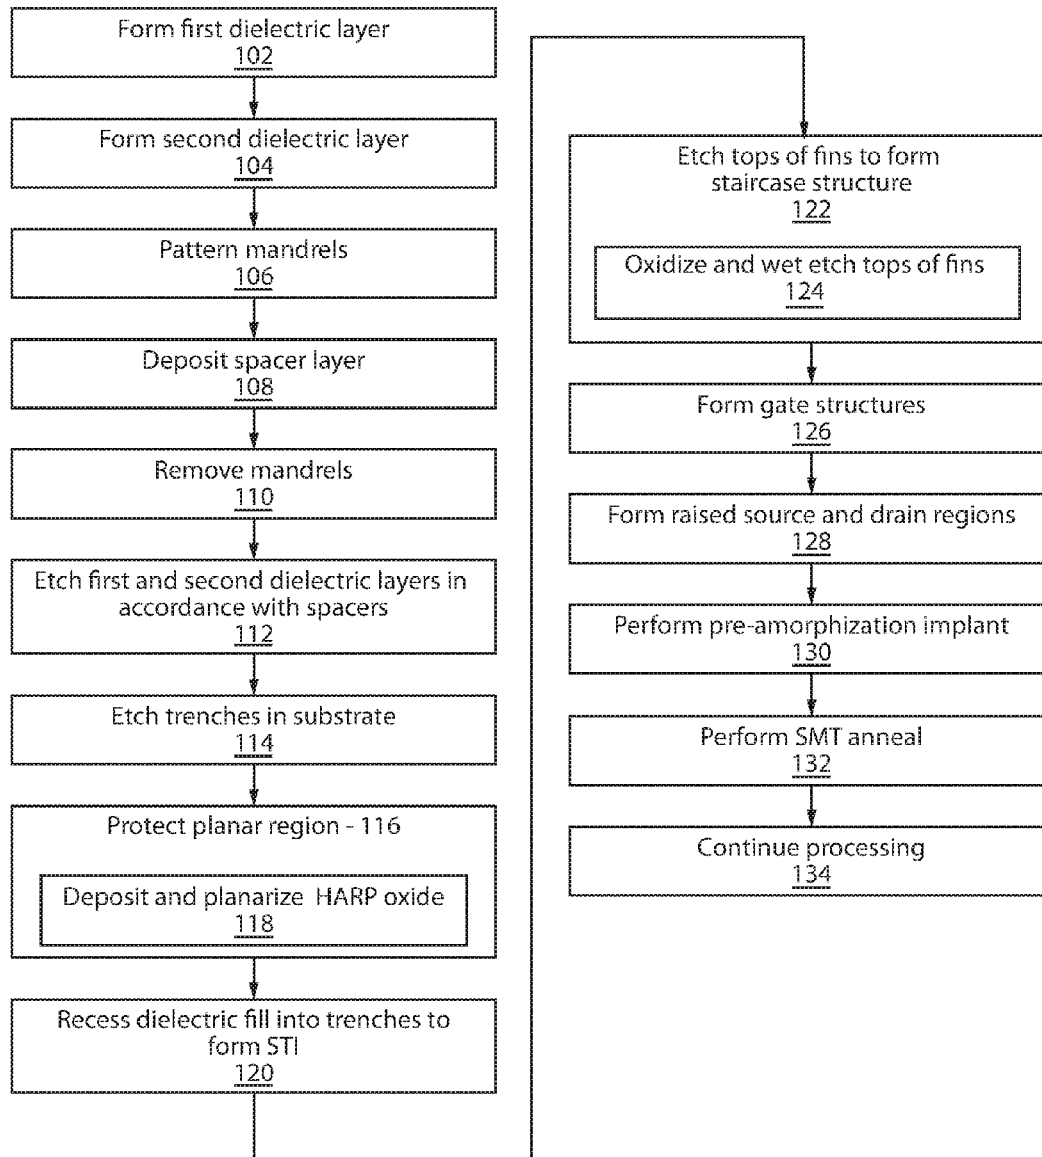 Form first dielectric layer
102
Form second dielectric layer
104
Pattern mandrels
106
Deposit spacer layer
108
Remove mandrels
110
Etch first and second dielectric layers in
accordance with spacers
112
Etch trenches in substrate
114
Protect planar region - 116
Deposit and planarize HARP oxide
118
Recess dielectric fill into trenches to
form STI
120
Etch tops of fins to form
staircase structure
122
Oxidize and wet etch tops of fins
124
Form gate structures
126
Form raised source and drain regions
128
Perform pre-amorphization implant
130
Perform SMT anneal
132
Continue processing
134